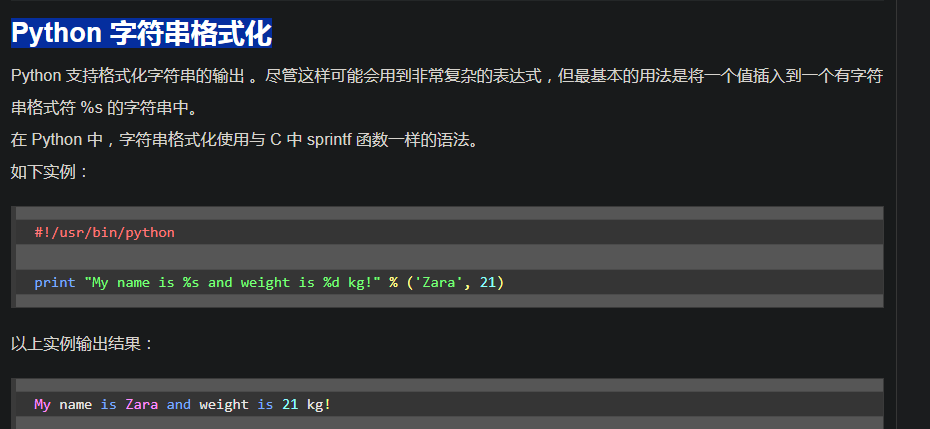 Python 字符串格式化
Python 支持格式化字符串的输出 。尽管这样可能会用到非常复杂的表达式，但最基本的用法是将一个值插入到一个有字符
串格式符 %s 的字符串中。
在 Python 中，字符串格式化使用与 C 中 sprintf 函数一样的语法。
如下实例：
#!/usr/bin/python
print "My name is %s and weight is %d kg!" % ('Zara', 21)
以上实例输出结果：
My name is Zara and weight is 21 kg!